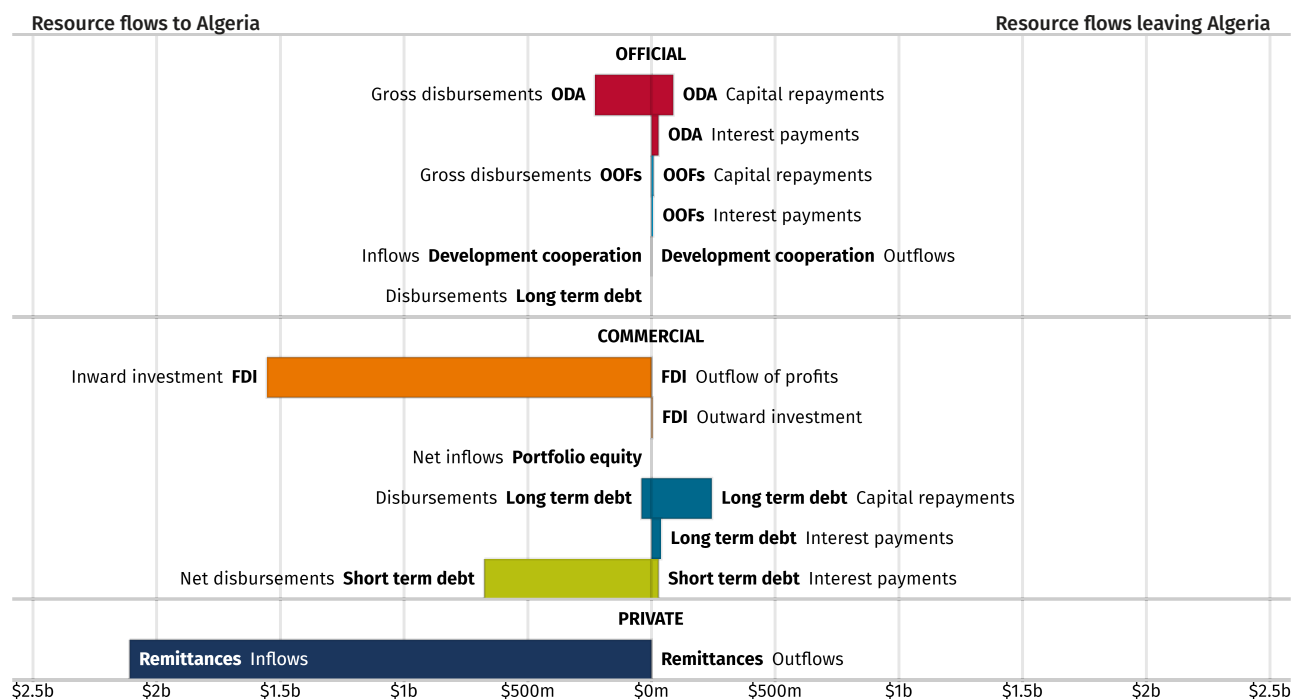 Resource flows to Algeria Resource flows leaving Algeria
OFFICIAL
Gross disbursements ODA ODA Capital repayments
ODA Interest payments
Gross disbursements OOFs OOFs Capital repayments
OOFs Interest payments
Inflows Development cooperation Development cooperation Outflows
Disbursements Long term debt
COMMERCIAL
Inward investment FDI FDI Outflow of profits
FDI Outward investment
Net inflows Portfolio equity
Disbursements Long term debt Long term debt Capital repayments
Long term debt Interest payments
Net disbursements Short term debt Short term debt Interest payments
PRIVATE
Remittances Inflows Remittances Outflows
$2.5b $2b $1.5b $1b $500m $0m $500m $1b $1.5b $2b $2.5b